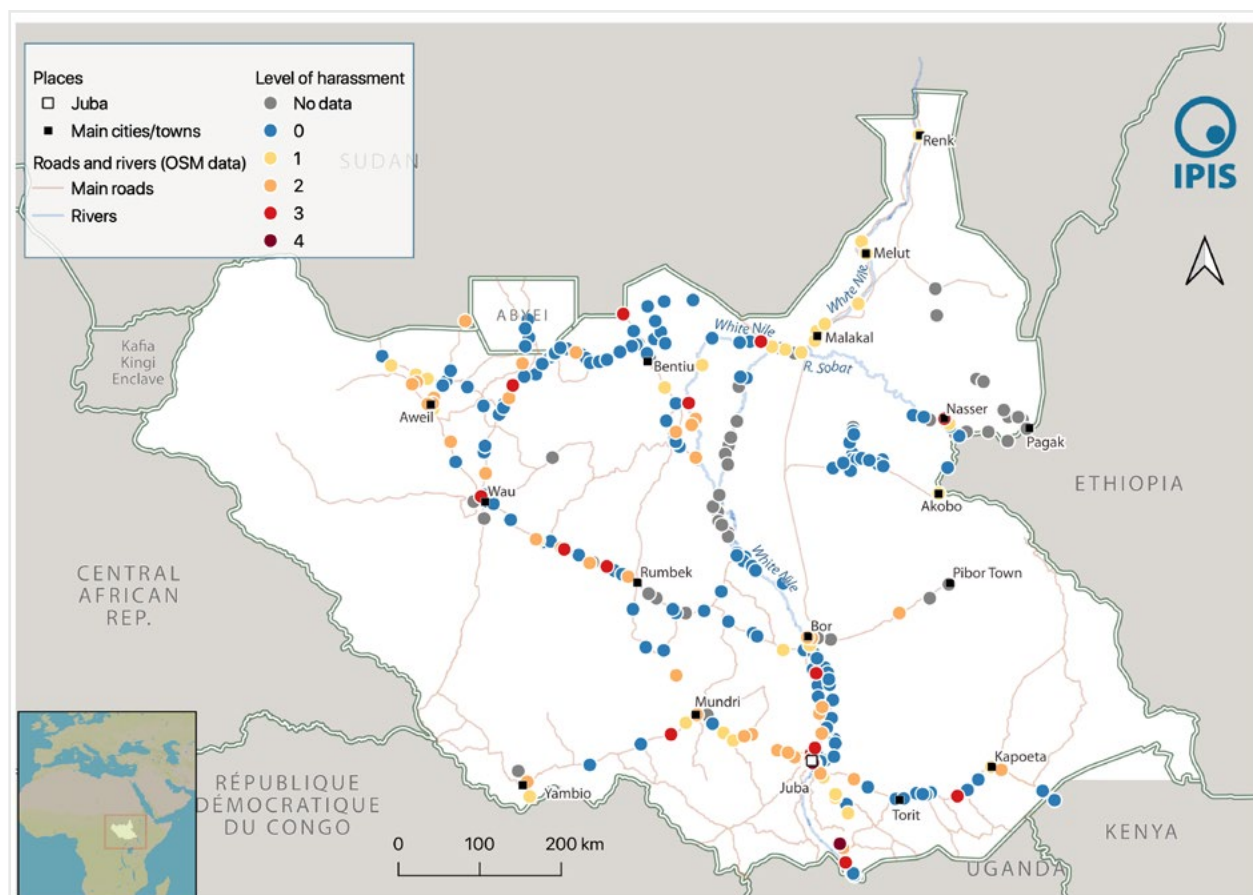 Places
Juba
Main cities/towns
Roads and rivers (OSM data)
Main roads
Rivers
Level of harassment
No data
0
1
2
3
4
SUDAN
IPIS
Renk
Melut
White Nile
Malakal
White Nile
R. Sobat
ABYEI
Kafia
Kingi
Enclave
Bentiu
Aweil
Nasser
Pagak
ETHIOPIA
Wau
Akobo
CENTRAL
AFRICAN
REP.
Rumbek
White Nile
Pibor Town
Bor
Mundri
Kapoeta
Juba
Torit
Yambio
RÉPUBLIQUE
DÉMOCRATIQUE
DU CONGO
0
100
200 km
KENYA
UGANDA